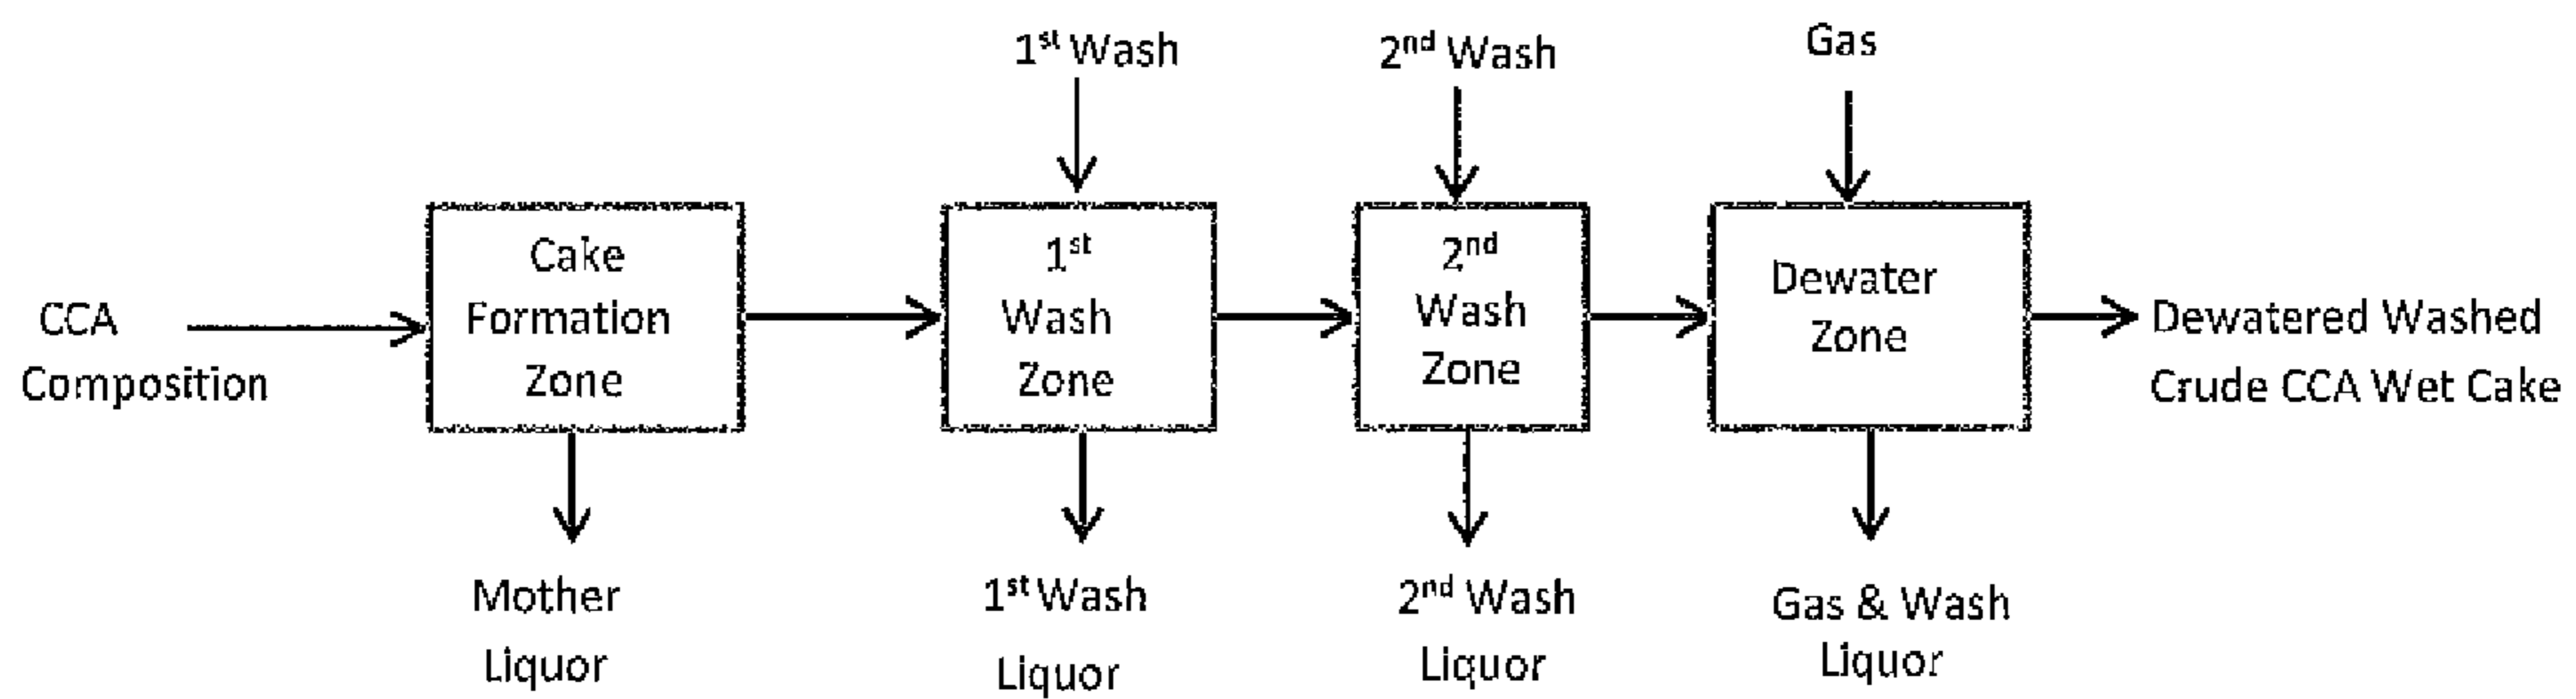 1st Wash
2nd Wash
Gas
CCA
Composition
Cake
Formation
Zone
1st
Wash
Zone
2nd
Wash
Zone
Dewater
Zone
Dewatered Washed
Crude CCA Wet Cake
Mother
Liquor
1st Wash
Liquor
2nd Wash
Liquor
Gas & Wash
Liquor